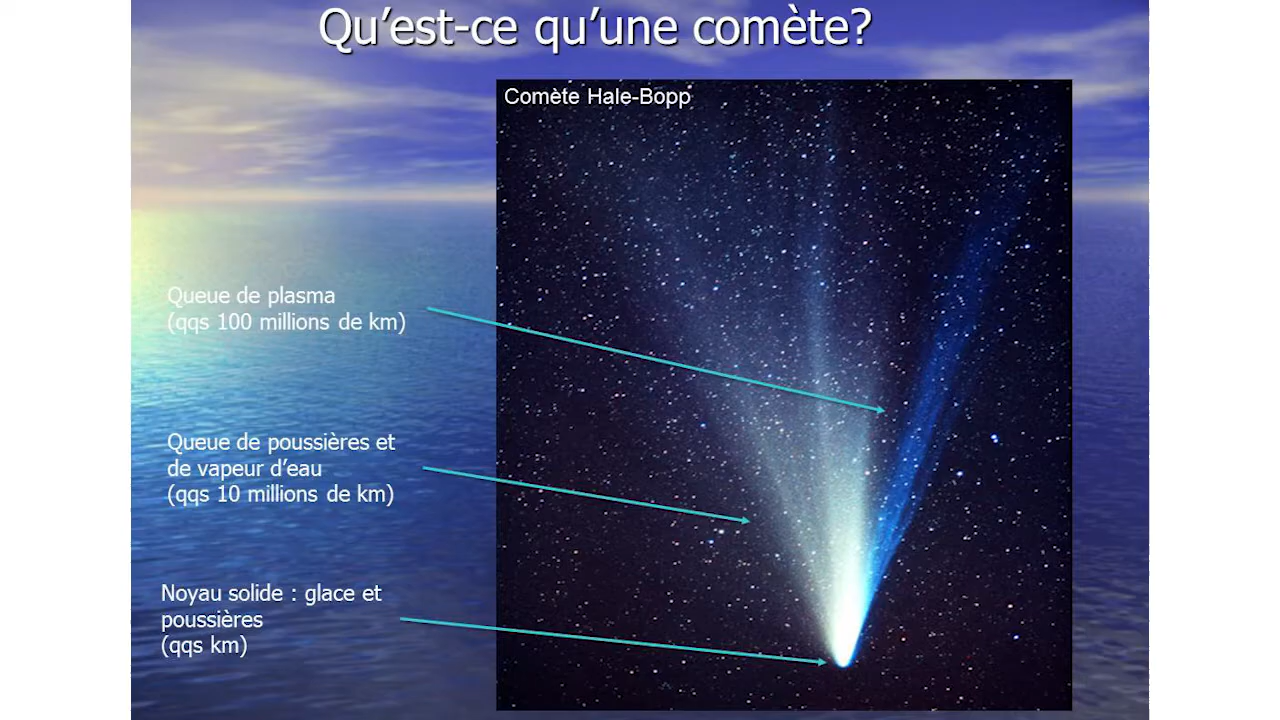 Qu’est-ce qu’une comète?
Comète Hale-Bopp
Queue de plasma
(qqs 100 millions de km)
Queue de poussières et
de vapeur d’eau
(qqs 10 millions de km)
Noyau solide : glace et
poussières
(qqs km)